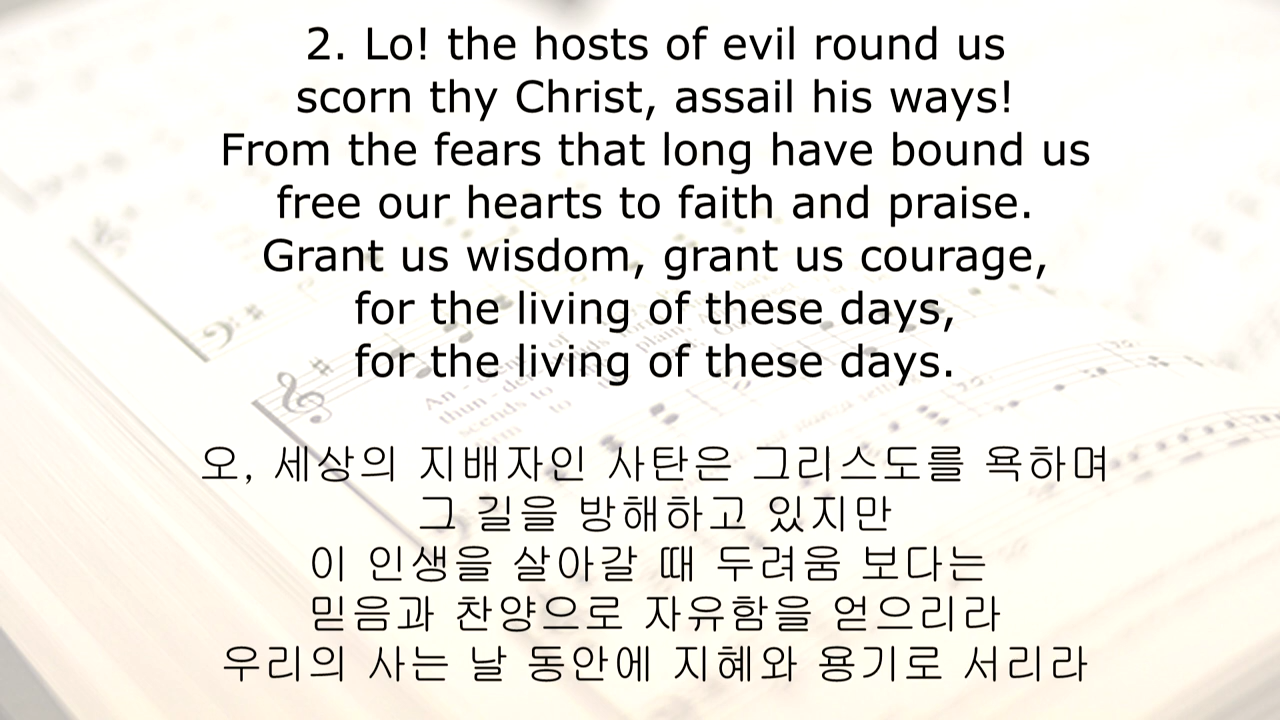 2. Lo! the hosts of evil round us
scorn thy Christ, assail his ways!
From the fears that long have bound us
free our hearts to faith and praise.
Grant us wisdom, grant us courage,
for the living of these days,
for the living of these days.
오, 세상의 지배자인 사탄은 그리스도를 욕하며
그 길을 방해하고 있지만
이 인생을 살아갈 때 두려움 보다는
믿음과 찬양으로 자유함을 얻으리라
우리의 사는 날 동안에 지혜와 용기로 서리라